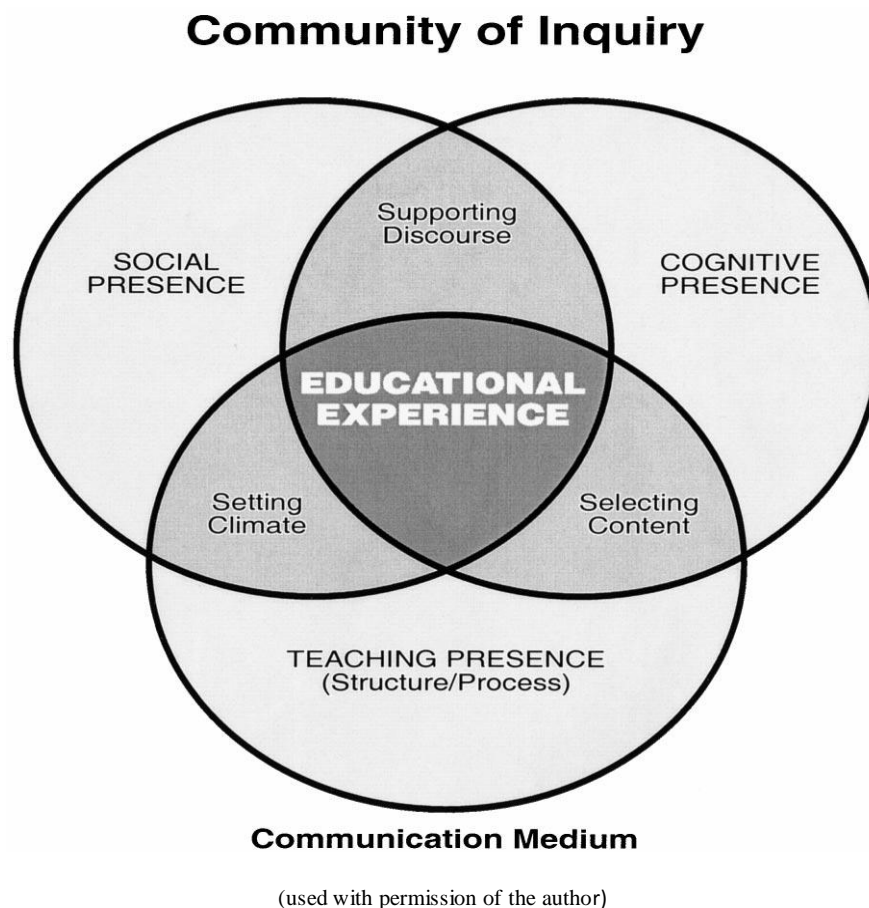 Community of Inquiry
Supporting
Discourse
SOCIAL
PRESENCE
COGNITIVE
PRESENCE
EDUCATIONAL
EXPERIENCE
Setting
Climate
Selecting
Content
TEACHING PRESENCE
(Structure/Process)
Communication Medium
(used with permission of the author)